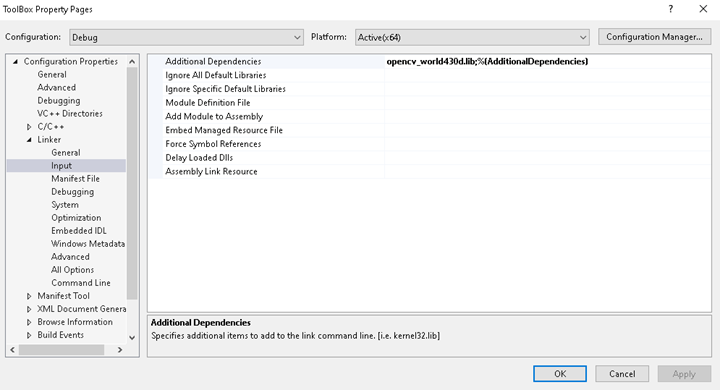 ToolBox Property Pages ? ×
Configuration: Debug Platform: Active(x64) Configuration Manager...
Configuration Properties
General
Advanced
Debugging
VC++ Directories
C/C++
Linker
General
Input
Manifest File
Debugging
System
Optimization
Embedded IDL
Windows Metadata
Advanced
All Options
Command Line
Manifest Tool
XML Document Genera
Browse Information
Build Events
Additional Dependencies opencv_world430d.lib;%(AdditionalDependencies)
Ignore All Default Libraries
Ignore Specific Default Libraries
Module Definition File
Add Module to Assembly
Embed Managed Resource File
Force Symbol References
Delay Loaded Dlls
Assembly Link Resource
Additional Dependencies
Specifies additional items to add to the link command line. [i.e. kernel32.lib]
OK Cancel Apply